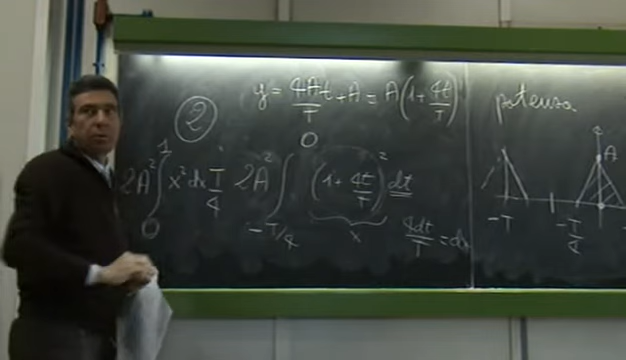 ② y = 4At/T + A = A(1 + 4t/T)
2A² ∫₀¹ x² dx T/4   2A² ∫_{-T/4}^{0} (1 + 4t/T)² dt
x   4dt/T = dx
potenza
A
-T   -T/4